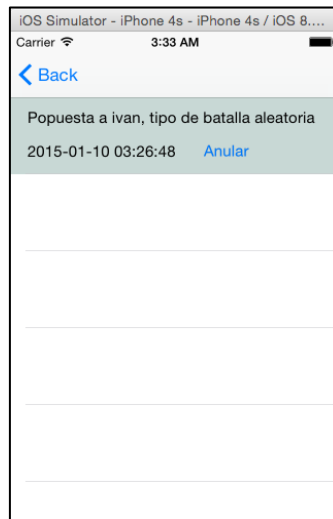 iOS Simulator - iPhone 4s - iPhone 4s / iOS 8....
Carrier 3:33 AM
Back
Popuesta a ivan, tipo de batalla aleatoria
2015-01-10 03:26:48 Anular